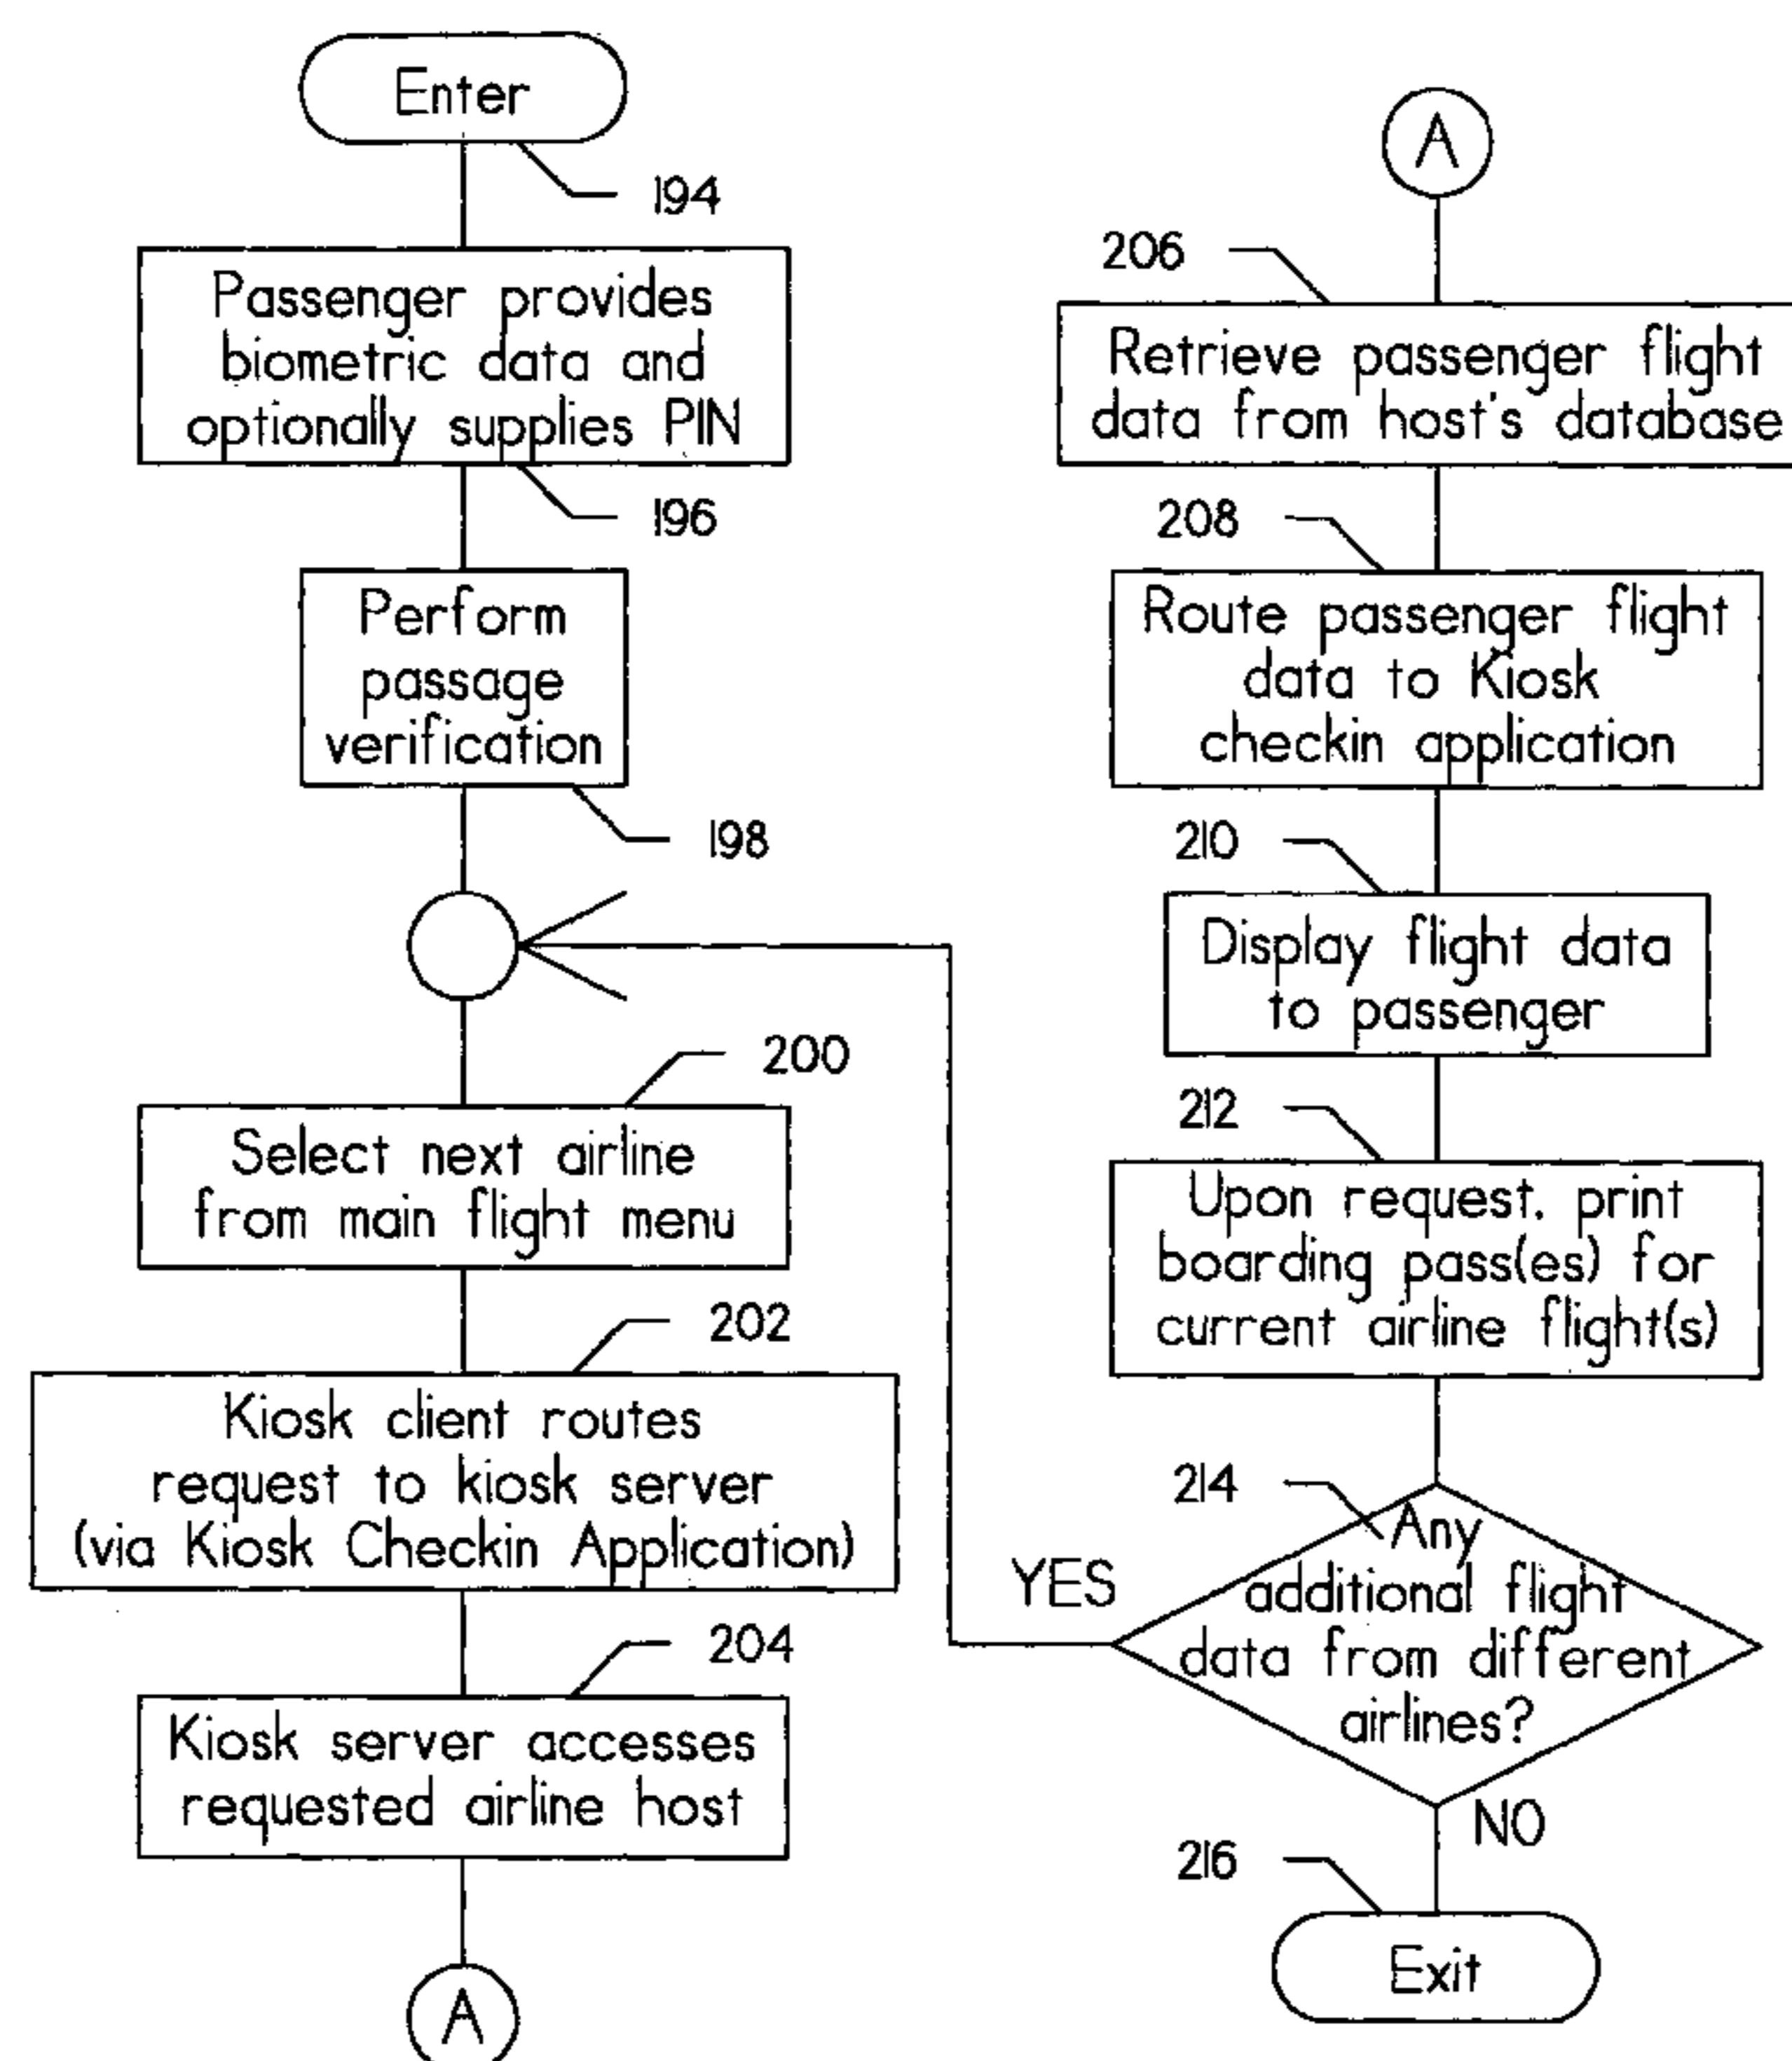 Enter
194
Passenger provides
biometric data and
optionally supplies PIN
196
Perform
passage
verification
198
200
Select next airline
from main flight menu
202
Kiosk client routes
request to kiosk server
(via Kiosk Checkin Application)
204
Kiosk server accesses
requested airline host
A
A
206
Retrieve passenger flight
data from host's database
208
Route passenger flight
data to Kiosk
checkin application
210
Display flight data
to passenger
212
Upon request, print
boarding pass(es) for
current airline flight(s)
214
Any
additional flight
data from different
airlines?
YES
NO
216
Exit